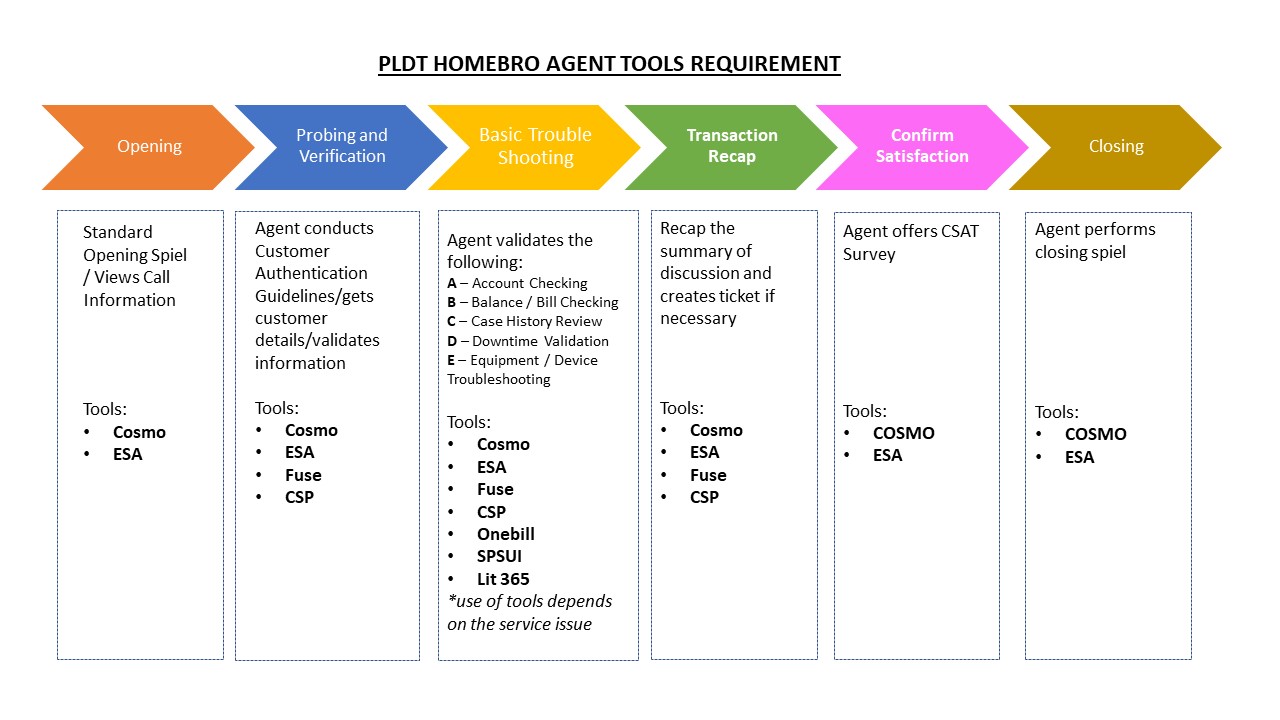 PLDT HOMEBRO AGENT TOOLS REQUIREMENT
Opening
Probing and
Verification
Basic Trouble
Shooting
Transaction
Recap
Confirm
Satisfaction
Closing
Standard
Opening Spiel
/ Views Call
Information
Tools:
• Cosmo
• ESA
Agent conducts
Customer
Authentication
Guidelines/gets
customer
details/validates
information
Tools:
• Cosmo
• ESA
• Fuse
• CSP
Agent validates the
following:
A – Account Checking
B – Balance / Bill Checking
C – Case History Review
D – Downtime Validation
E – Equipment / Device
Troubleshooting
Tools:
• Cosmo
• ESA
• Fuse
• CSP
• Onebill
• SPSUI
• Lit 365
*use of tools depends
on the service issue
Recap the
summary of
discussion and
creates ticket if
necessary
Tools:
• Cosmo
• ESA
• Fuse
• CSP
Agent offers CSAT
Survey
Tools:
• COSMO
• ESA
Agent performs
closing spiel
Tools:
• COSMO
• ESA